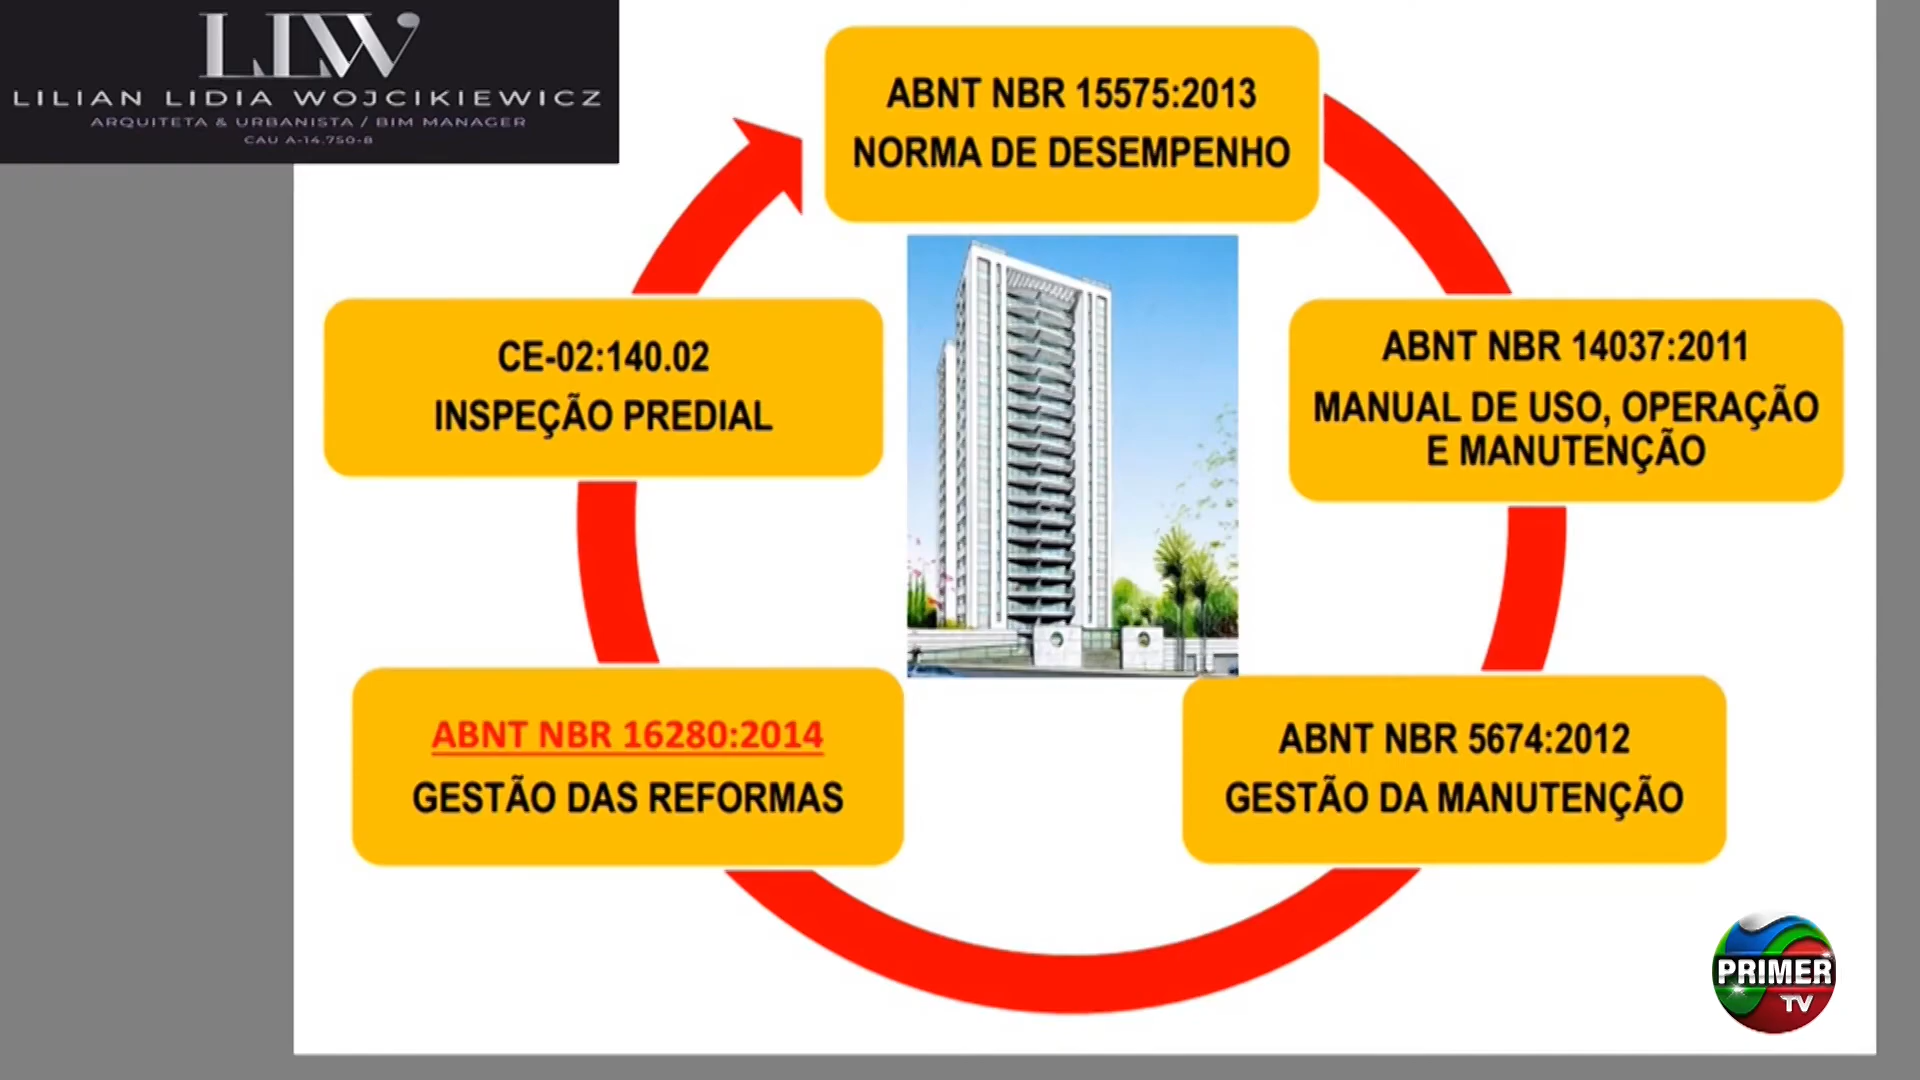 LLW
LILIAN LIDIA WOJCIKIEWICZ
ARQUITETA & URBANISTA / BIM MANAGER
CAU A-14.750-8
ABNT NBR 15575:2013
NORMA DE DESEMPENHO
CE-02:140.02
INSPEÇÃO PREDIAL
ABNT NBR 14037:2011
MANUAL DE USO, OPERAÇÃO
E MANUTENÇÃO
ABNT NBR 16280:2014
GESTÃO DAS REFORMAS
ABNT NBR 5674:2012
GESTÃO DA MANUTENÇÃO
PRIMER
TV